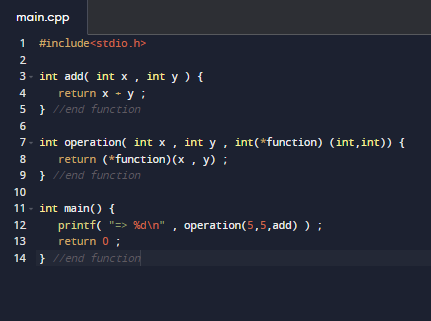 main.cpp
1 #include<stdio.h>
2
3 int add( int x , int y ) {
4 return x + y ;
5 } //end function
6
7 int operation( int x , int y , int(*function) (int,int)) {
8 return (*function)(x , y) ;
9 } //end function
10
11 int main() {
12 printf( "=> %d\n" , operation(5,5,add) ) ;
13 return 0 ;
14 } //end function